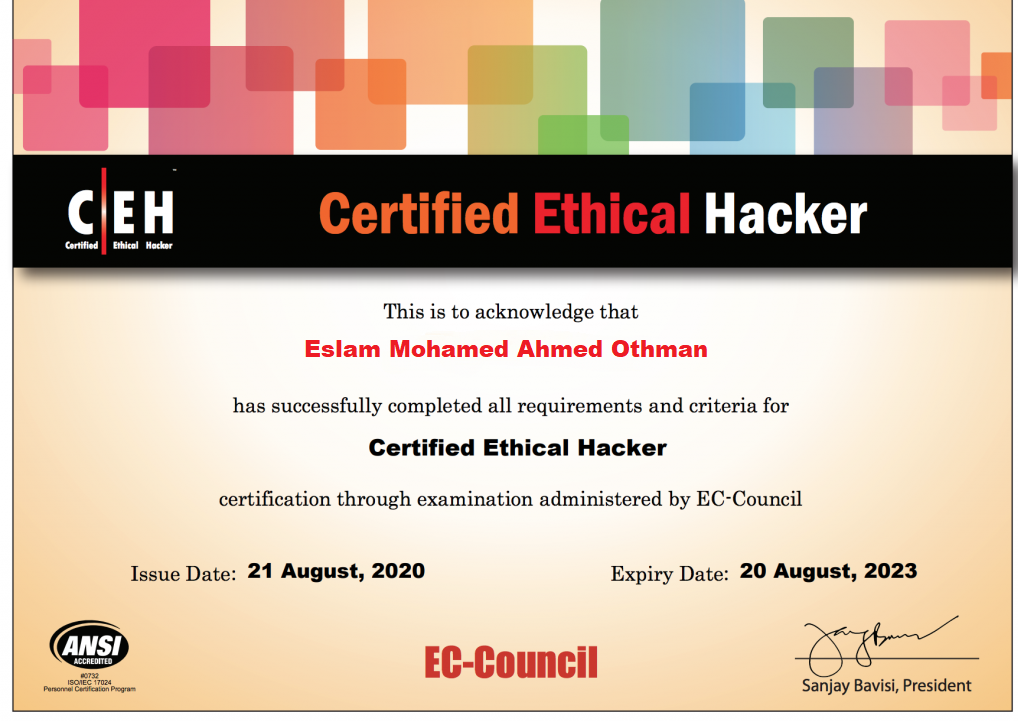 C|EH
™
Certified Ethical Hacker
Certified Ethical Hacker
This is to acknowledge that
Eslam Mohamed Ahmed Othman
has successfully completed all requirements and criteria for
Certified Ethical Hacker
certification through examination administered by EC-Council
Issue Date: 21 August, 2020
Expiry Date: 20 August, 2023
ANSI
ACCREDITED
#0732
ISO/IEC 17024
Personnel Certification Program
EC-Council
Sanjay Bavisi, President